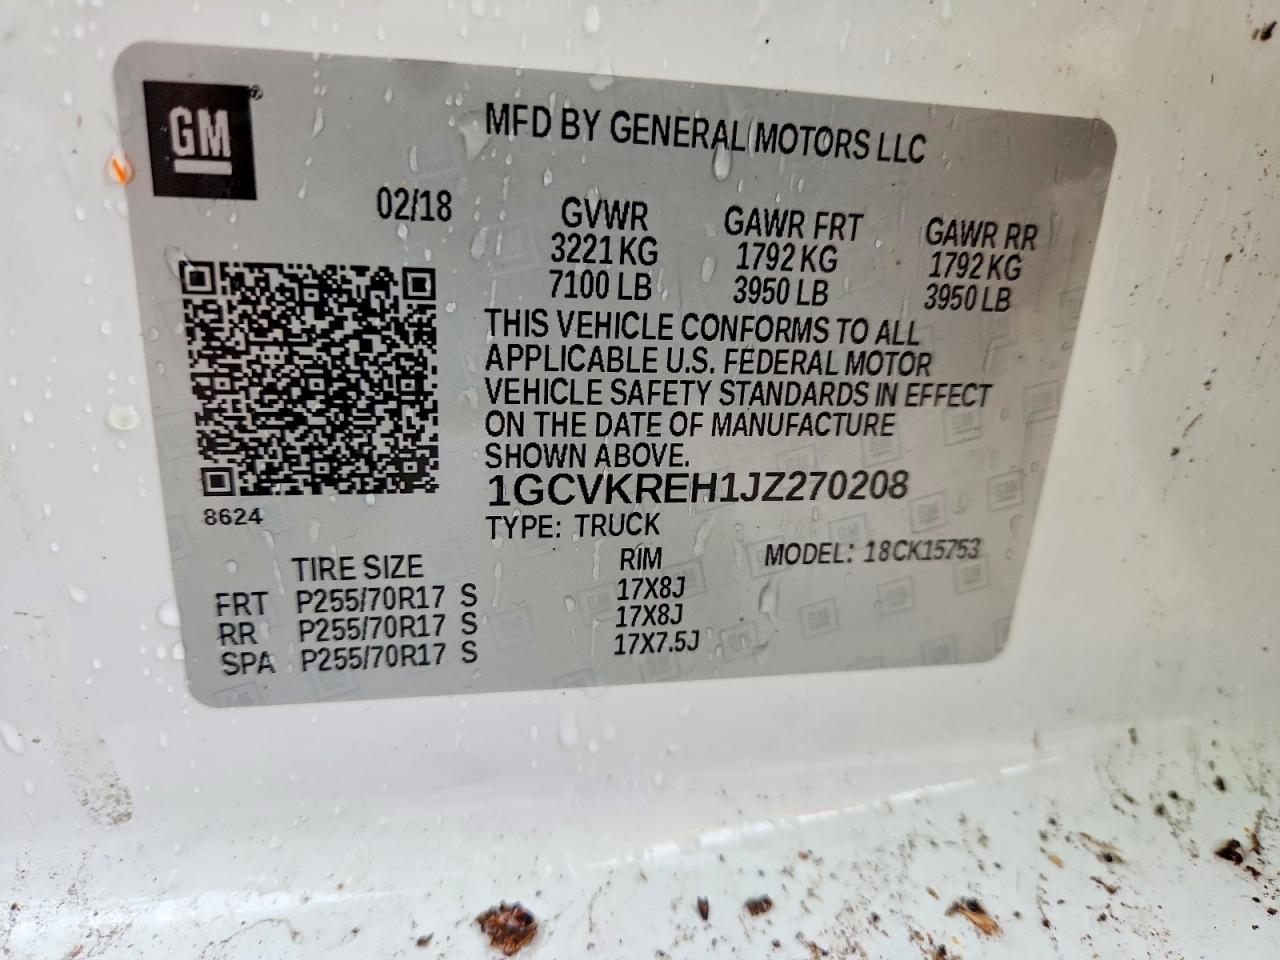 GM®
MFD BY GENERAL MOTORS LLC
02/18
GVWR GAWR FRT GAWR RR
3221 KG 1792 KG 1792 KG
7100 LB 3950 LB 3950 LB
THIS VEHICLE CONFORMS TO ALL
APPLICABLE U.S. FEDERAL MOTOR
VEHICLE SAFETY STANDARDS IN EFFECT
ON THE DATE OF MANUFACTURE
SHOWN ABOVE.
1GCVKREH1JZ270208
8624
TYPE: TRUCK
MODEL: 18CK15753
TIRE SIZE RIM
FRT P255/70R17 S 17X8J
RR P255/70R17 S 17X8J
SPA P255/70R17 S 17X7.5J